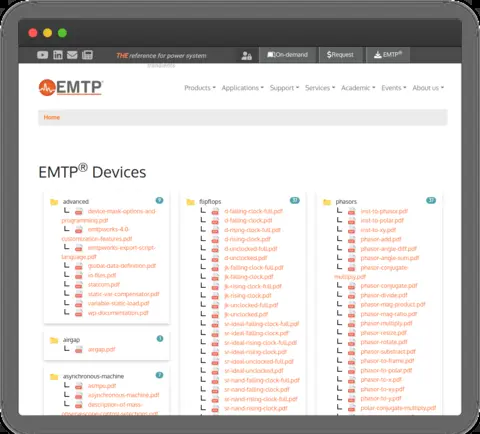 THE reference for power system
transients
On-demand
Request
EMTP®
EMTP®
Products
Applications
Support
Services
Academic
Events
About us
Home
EMTP® Devices
advanced
9
device-mask-options-and-
programming.pdf
emtpworks-4.0-
customization-features.pdf
emtpworks-export-script-
language.pdf
global-data-definition.pdf
in-files.pdf
statcom.pdf
static-var-compensator.pdf
variable-static-load.pdf
wp-documentation.pdf
airgap
1
airgap.pdf
asynchronous-machine
7
asmpu.pdf
asynchronous-machine.pdf
description-of-mass-
flipflops
37
d-falling-clock-full.pdf
d-falling-clock.pdf
d-rising-clock-full.pdf
d-rising-clock.pdf
d-unclocked-full.pdf
d-unclocked.pdf
jk-falling-clock-full.pdf
jk-falling-clock.pdf
jk-rising-clock-full.pdf
jk-rising-clock.pdf
jk-unclocked-full.pdf
jk-unclocked.pdf
sr-ideal-falling-clock-full.pdf
sr-ideal-falling-clock.pdf
sr-ideal-rising-clock-full.pdf
sr-ideal-rising-clock.pdf
sr-ideal-unclocked-full.pdf
sr-ideal-unclocked.pdf
sr-nand-falling-clock-full.pdf
sr-nand-falling-clock.pdf
sr-nand-rising-clock-full.pdf
sr-nand-rising-clock.pdf
phasors
inst-to-phasor.pdf
inst-to-polar.pdf
inst-to-xy.pdf
phasor-add.pdf
phasor-angle-diff.pdf
phasor-angle-sum.pdf
phasor-conjugate-
multiply.pdf
phasor-conjugate.pdf
phasor-divide.pdf
phasor-mag-product.pdf
phasor-mag-ratio.pdf
phasor-multiply.pdf
phasor-resize.pdf
phasor-rotate.pdf
phasor-substract.pdf
phasor-to-frame.pdf
phasor-to-polar.pdf
phasor-to-x.pdf
phasor-to-xy.pdf
phasor-to-y.pdf
polar-conjugate-multiply.pdf